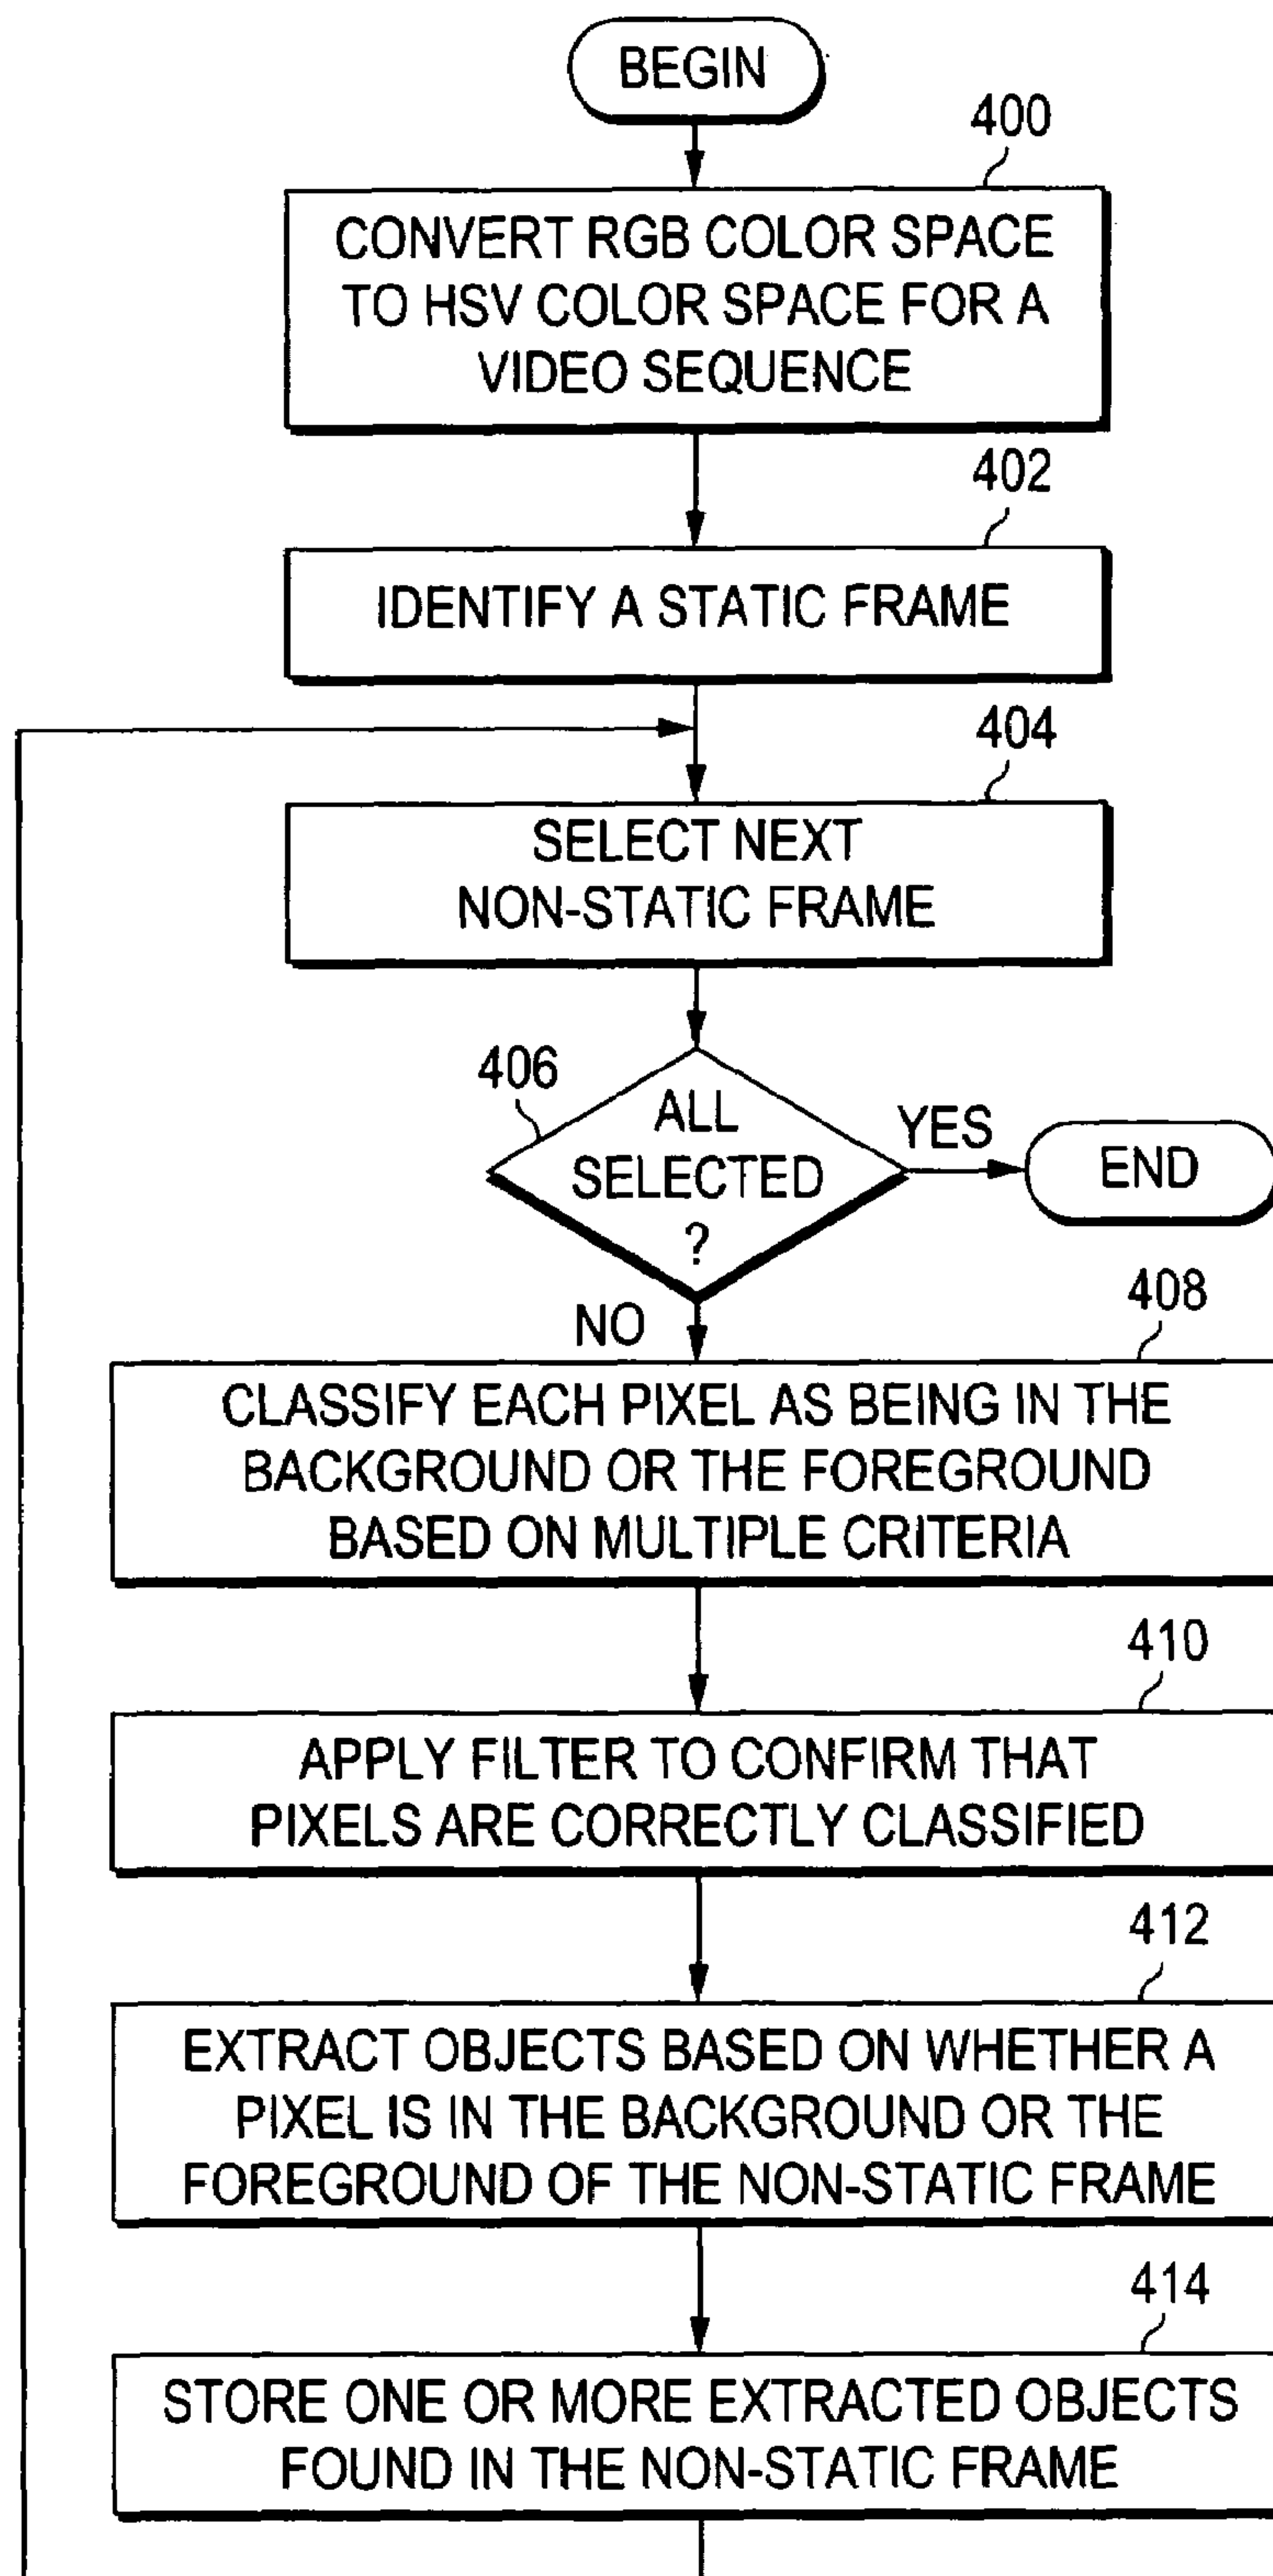 BEGIN
400
CONVERT RGB COLOR SPACE
TO HSV COLOR SPACE FOR A
VIDEO SEQUENCE
402
IDENTIFY A STATIC FRAME
404
SELECT NEXT
NON-STATIC FRAME
406
ALL
SELECTED
?
YES
END
NO
408
CLASSIFY EACH PIXEL AS BEING IN THE
BACKGROUND OR THE FOREGROUND
BASED ON MULTIPLE CRITERIA
410
APPLY FILTER TO CONFIRM THAT
PIXELS ARE CORRECTLY CLASSIFIED
412
EXTRACT OBJECTS BASED ON WHETHER A
PIXEL IS IN THE BACKGROUND OR THE
FOREGROUND OF THE NON-STATIC FRAME
414
STORE ONE OR MORE EXTRACTED OBJECTS
FOUND IN THE NON-STATIC FRAME